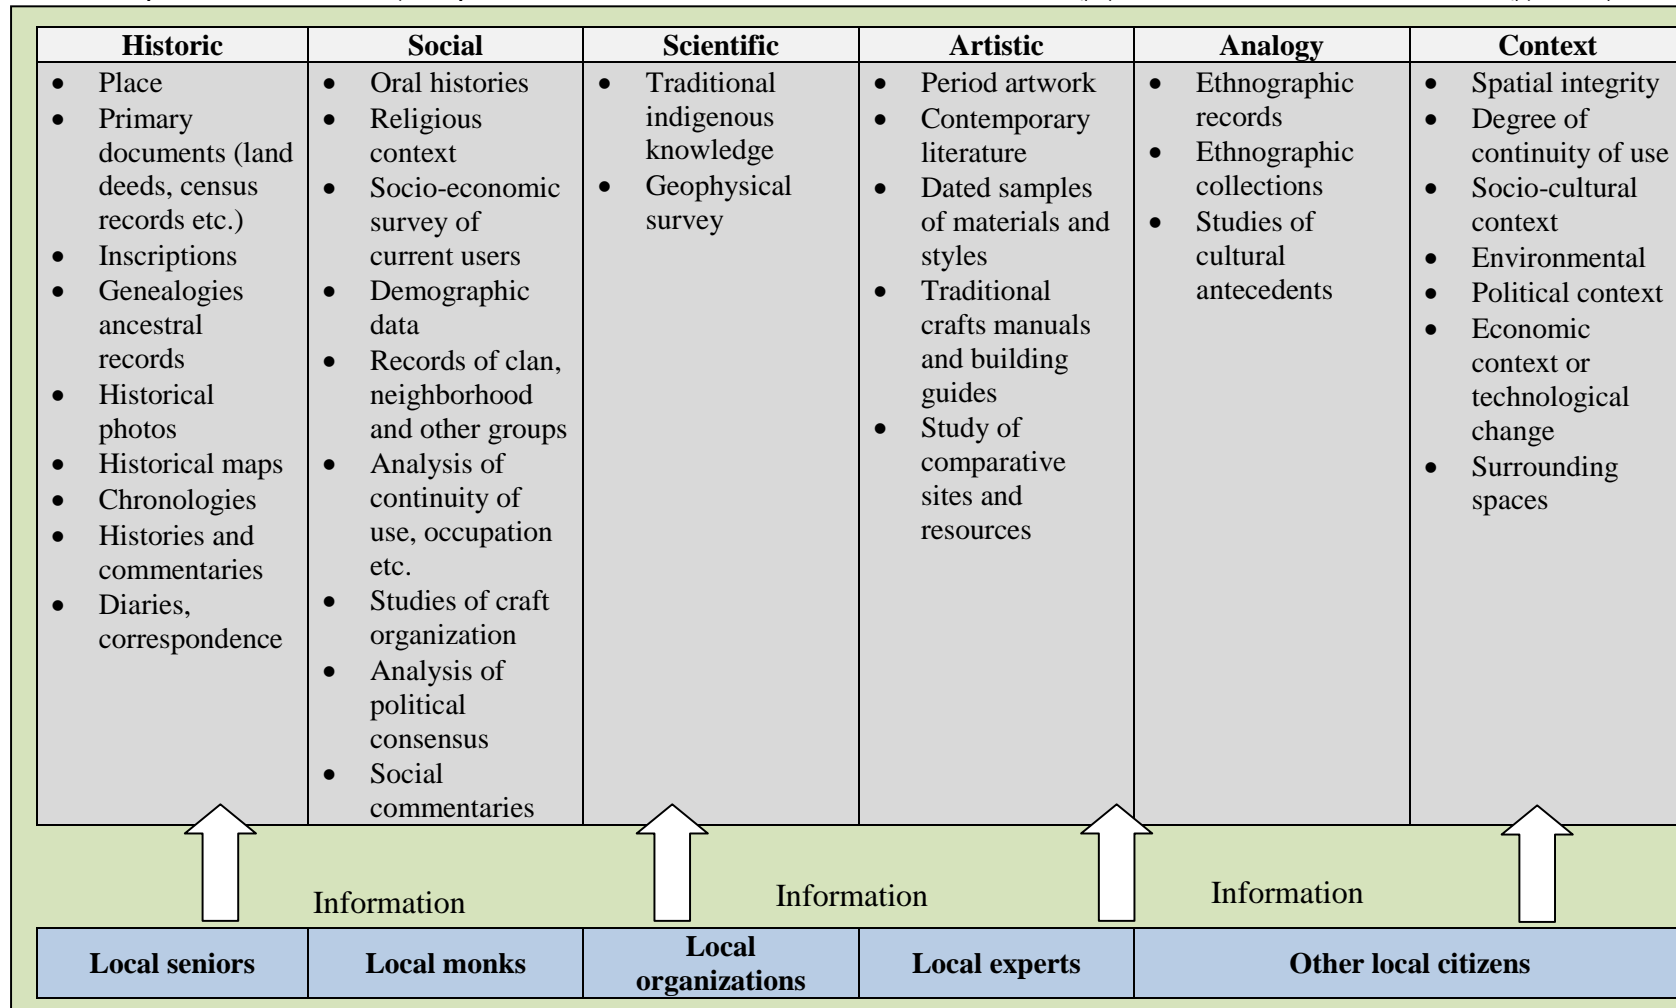 Historic
Social
Scientific
Artistic
Analogy
Context
• Place
• Primary
documents (land
deeds, census
records etc.)
• Inscriptions
• Genealogies
ancestral
records
• Historical
photos
• Historical maps
• Chronologies
• Histories and
commentaries
• Diaries,
correspondence
• Oral histories
• Religious
context
• Socio-economic
survey of
current users
• Demographic
data
• Records of clan,
neighborhood
and other groups
• Analysis of
continuity of
use, occupation
etc.
• Studies of craft
organization
• Analysis of
political
consensus
• Social
commentaries
• Traditional
indigenous
knowledge
• Geophysical
survey
• Period artwork
• Contemporary
literature
• Dated samples
of materials and
styles
• Traditional
crafts manuals
and building
guides
• Study of
comparative
sites and
resources
• Ethnographic
records
• Ethnographic
collections
• Studies of
cultural
antecedents
• Spatial integrity
• Degree of
continuity of use
• Socio-cultural
context
• Environmental
• Political context
• Economic
context or
technological
change
• Surrounding
spaces
Information
Information
Information
Local seniors
Local monks
Local
organizations
Local experts
Other local citizens